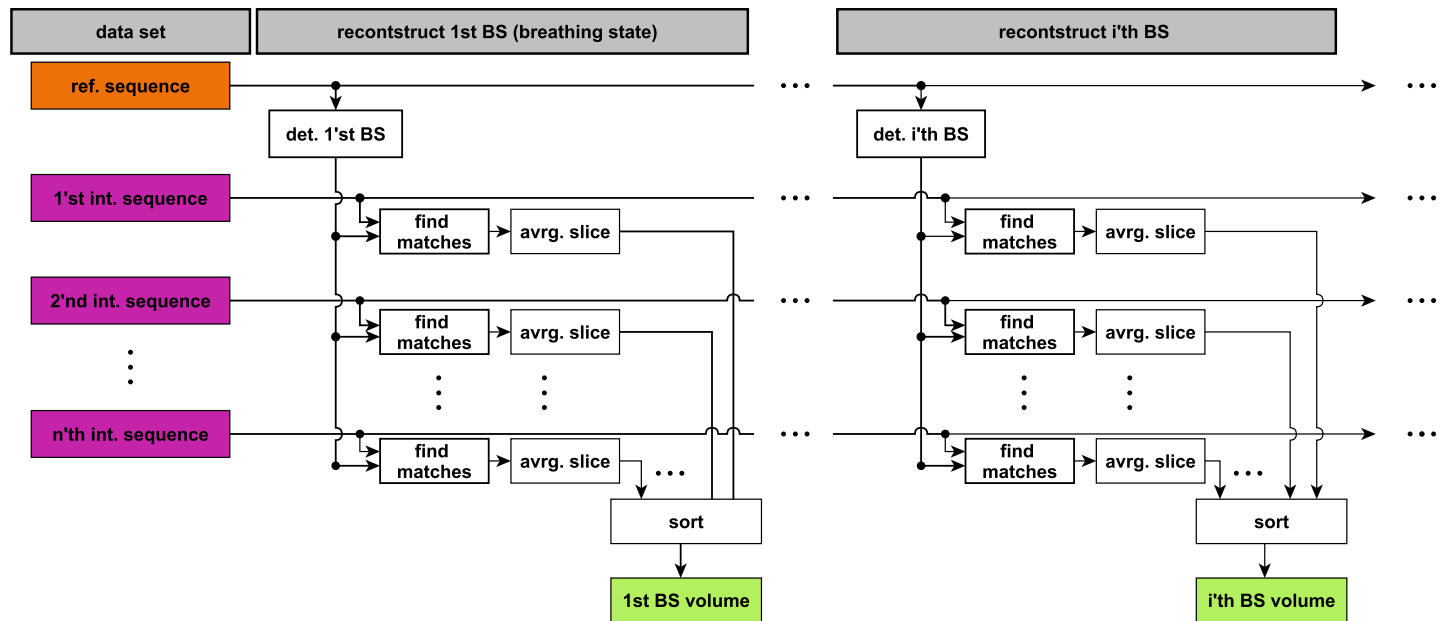 data set
recontstruct 1st BS (breathing state)
recontstruct i'th BS
ref. sequence
det. 1'st BS
det. i'th BS
1'st int. sequence
find
matches
avrg. slice
find
matches
avrg. slice
2'nd int. sequence
find
matches
avrg. slice
find
matches
avrg. slice
n'th int. sequence
find
matches
avrg. slice
find
matches
avrg. slice
sort
sort
1st BS volume
i'th BS volume